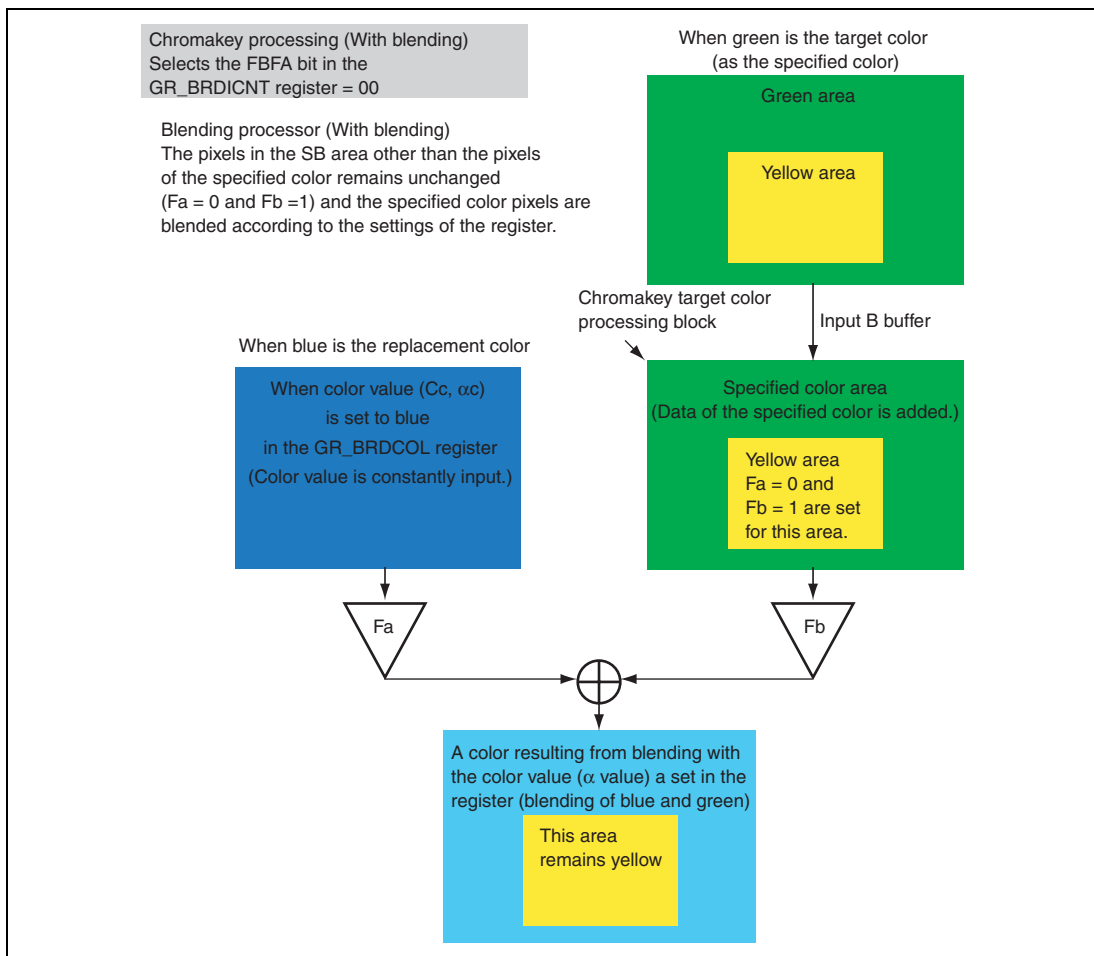 Chromakey processing (With blending)
Selects the FBFA bit in the
GR_BRDICNT register = 00
Blending processor (With blending)
The pixels in the SB area other than the pixels
of the specified color remains unchanged
(Fa = 0 and Fb =1) and the specified color pixels are
blended according to the settings of the register.
When green is the target color
(as the specified color)
Green area
Yellow area
Chromakey target color
processing block
Input B buffer
When blue is the replacement color
When color value (Cc, αc)
is set to blue
in the GR_BRDCOL register
(Color value is constantly input.)
Specified color area
(Data of the specified color is added.)
Yellow area
Fa = 0 and
Fb = 1 are set
for this area.
Fa
Fb
A color resulting from blending with
the color value (α value) a set in the
register (blending of blue and green)
This area
remains yellow